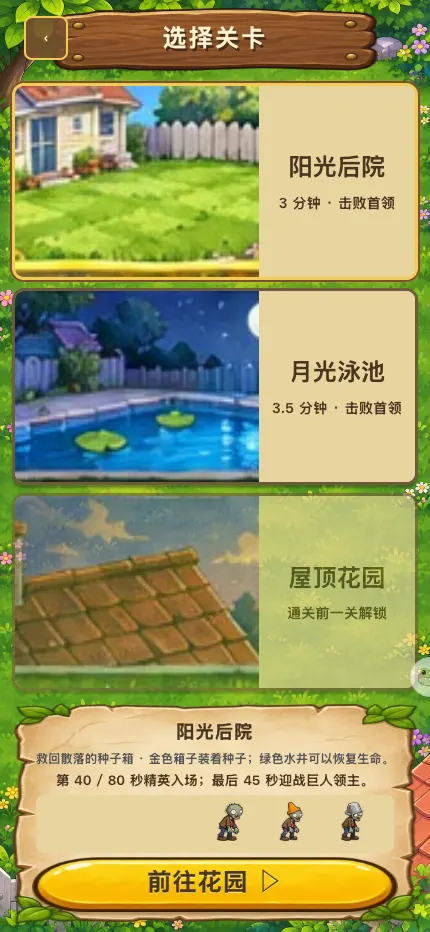 选择关卡
阳光后院
3 分钟 · 击败首领
月光泳池
3.5 分钟 · 击败首领
屋顶花园
通关前一关解锁
阳光后院
救回散落的种子箱 · 金色箱子装着种子；绿色水井可以恢复生命。
第 40 / 80 秒精英入场；最后 45 秒迎战巨人领主。
前往花园 ▷